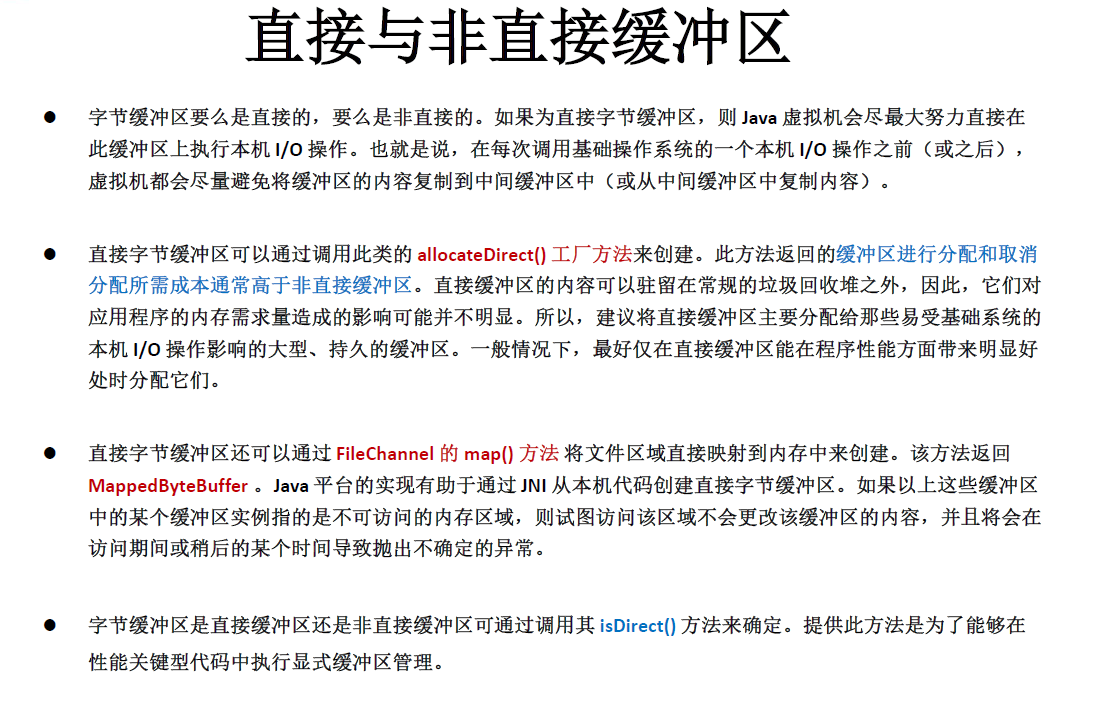 直接与非直接缓冲区
● 字节缓冲区要么是直接的，要么是非直接的。如果为直接字节缓冲区，则 Java 虚拟机会尽最大努力直接在
此缓冲区上执行本机 I/O 操作。也就是说，在每次调用基础操作系统的一个本机 I/O 操作之前（或之后），
虚拟机都会尽量避免将缓冲区的内容复制到中间缓冲区中（或从中间缓冲区中复制内容）。
● 直接字节缓冲区可以通过调用此类的 allocateDirect() 工厂方法来创建。此方法返回的缓冲区进行分配和取消
分配所需成本通常高于非直接缓冲区。直接缓冲区的内容可以驻留在常规的垃圾回收堆之外，因此，它们对
应用程序的内存需求量造成的影响可能并不明显。所以，建议将直接缓冲区主要分配给那些易受基础系统的
本机 I/O 操作影响的大型、持久的缓冲区。一般情况下，最好仅在直接缓冲区能在程序性能方面带来明显好
处时分配它们。
● 直接字节缓冲区还可以通过 FileChannel 的 map() 方法 将文件区域直接映射到内存中来创建。该方法返回
MappedByteBuffer 。Java 平台的实现有助于通过 JNI 从本机代码创建直接字节缓冲区。如果以上这些缓冲区
中的某个缓冲区实例指的是不可访问的内存区域，则试图访问该区域不会更改该缓冲区的内容，并且将会在
访问期间或稍后的某个时间导致抛出不确定的异常。
● 字节缓冲区是直接缓冲区还是非直接缓冲区可通过调用其 isDirect() 方法来确定。提供此方法是为了能够在
性能关键型代码中执行显式缓冲区管理。